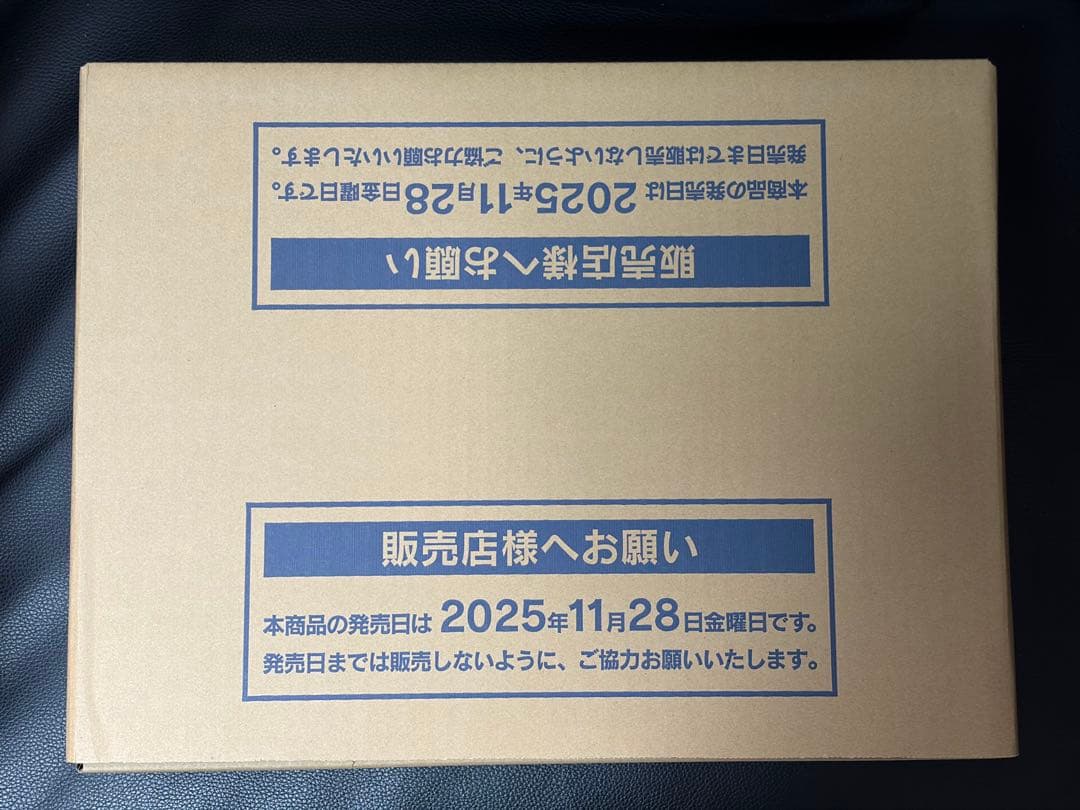 販売店様へお願い
本商品の発売日は 2025年11月28日金曜日です。
発売日までは販売しないように、ご協力お願いいたします。
販売店様へお願い
本商品の発売日は 2025年11月28日金曜日です。
発売日までは販売しないように、ご協力お願いいたします。